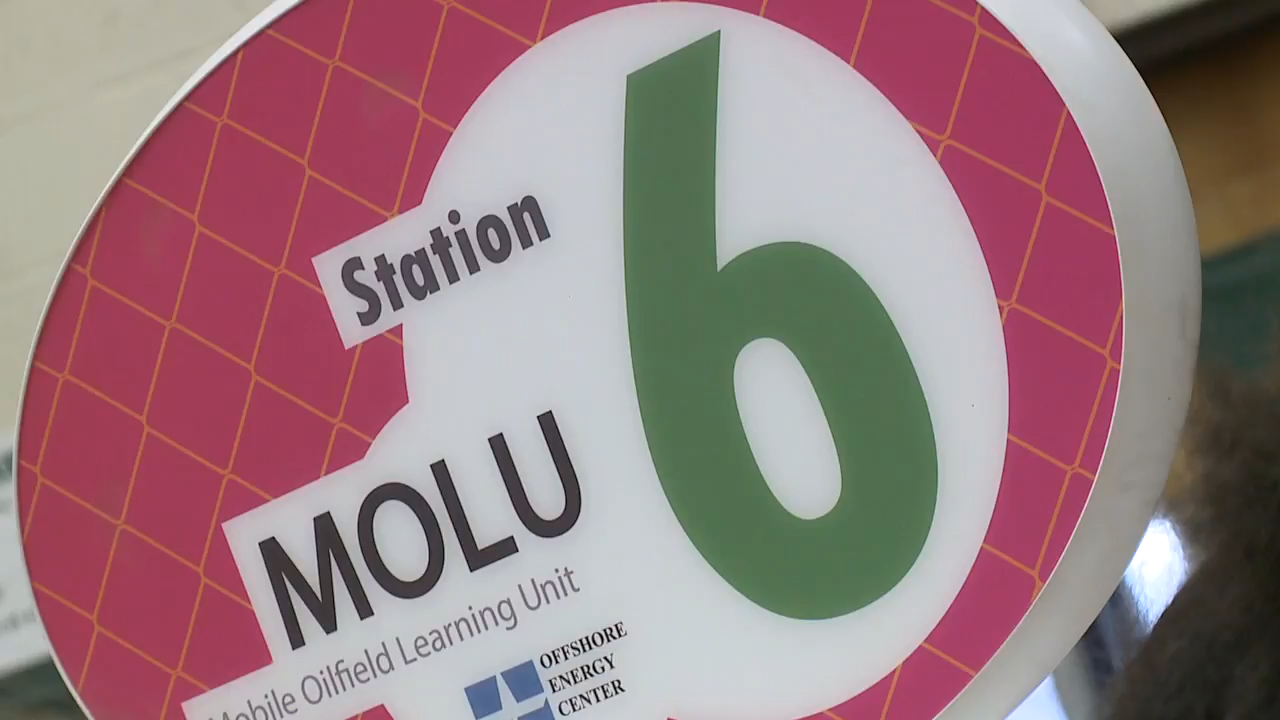 Station
6
MOLU
Mobile Oilfield Learning Unit
OFFSHORE
ENERGY
CENTER